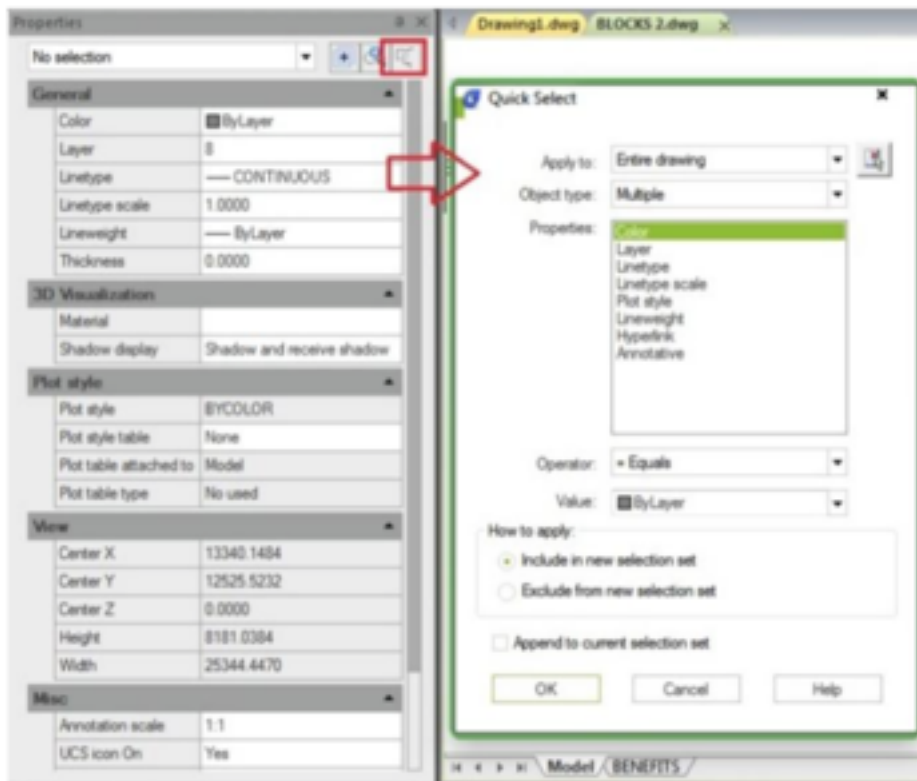 Properties
No selection
General
Color ByLayer
Layer 8
Linetype CONTINUOUS
Linetype scale 1.0000
Lineweight ByLayer
Thickness 0.0000
3D Visualization
Material
Shadow display Shadow and receive shadow
Plot style
Plot style BYCOLOR
Plot style table None
Plot table attached to Model
Plot table type No used
View
Center X 13340.1484
Center Y 12525.5232
Center Z 0.0000
Height 8181.0384
Width 25344.4470
Misc
Annotation scale 1:1
UCS icon On Yes
Drawing1.dwg BLOCKS 2.dwg
Quick Select
Apply to: Entire drawing
Object type: Multiple
Properties: Color
Layer
Linetype
Linetype scale
Plot style
Lineweight
Hyperlink
Annotative
Operator: = Equals
Value: ByLayer
How to apply:
Include in new selection set
Exclude from new selection set
Append to current selection set
OK Cancel Help
Model BENEFITS